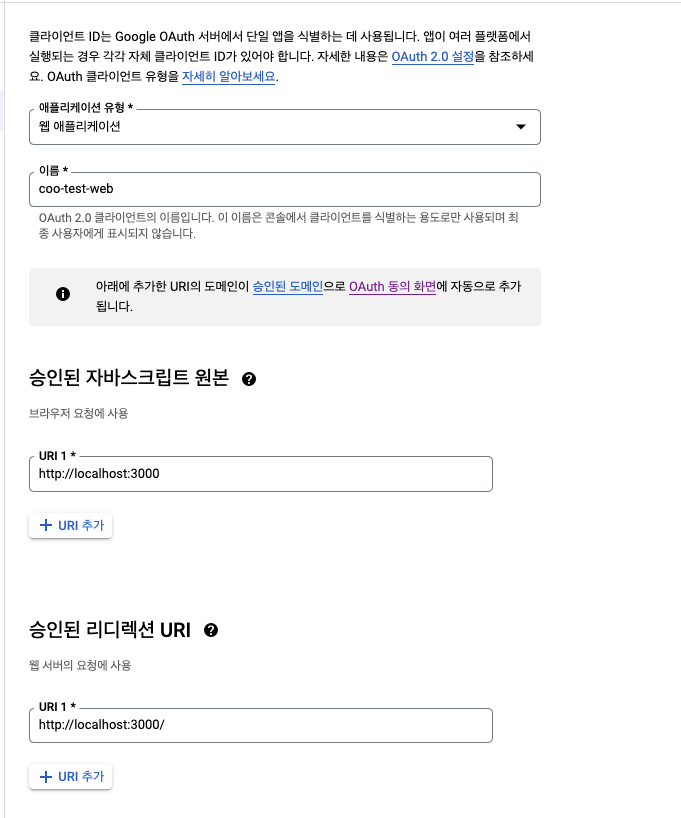 클라이언트 ID는 Google OAuth 서버에서 단일 앱을 식별하는 데 사용됩니다. 앱이 여러 플랫폼에서
실행되는 경우 각각 자체 클라이언트 ID가 있어야 합니다. 자세한 내용은 OAuth 2.0 설정을 참조하세
요. OAuth 클라이언트 유형을 자세히 알아보세요.
애플리케이션 유형 *
웹 애플리케이션
이름 *
coo-test-web
OAuth 2.0 클라이언트의 이름입니다. 이 이름은 콘솔에서 클라이언트를 식별하는 용도로만 사용되며 최
종 사용자에게 표시되지 않습니다.
아래에 추가한 URI의 도메인이 승인된 도메인으로 OAuth 동의 화면에 자동으로 추가
됩니다.
승인된 자바스크립트 원본
브라우저 요청에 사용
URI 1 *
http://localhost:3000
URI 추가
승인된 리디렉션 URI
웹 서버의 요청에 사용
URI 1 *
http://localhost:3000/
URI 추가